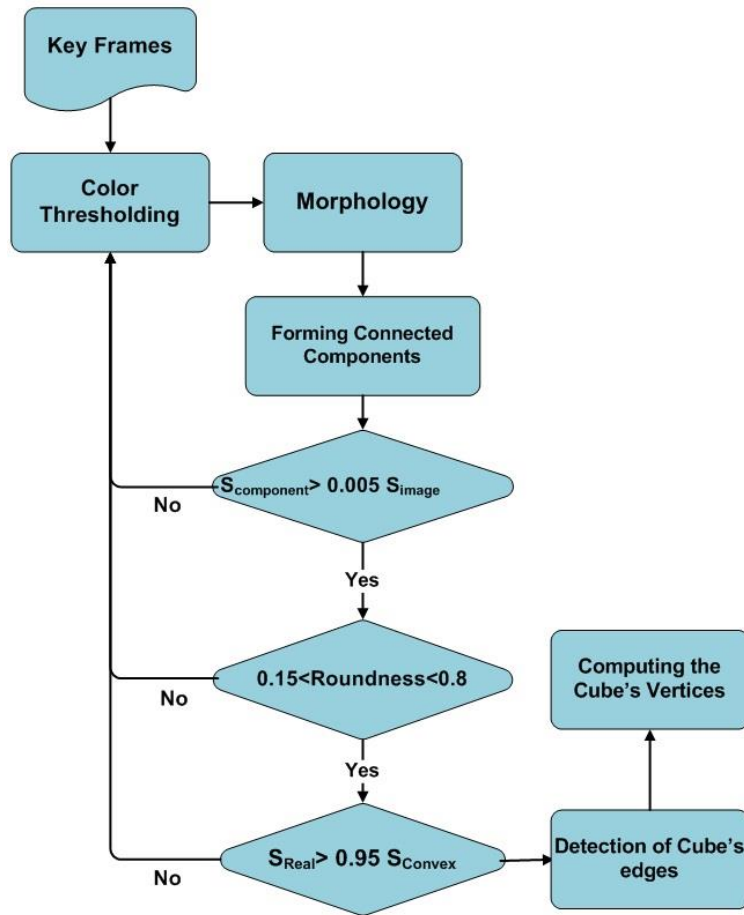 Key Frames
Color
Thresholding
Morphology
Forming Connected
Components
Scomponent> 0.005 Simage
No
Yes
0.15<Roundness<0.8
No
Yes
SReal> 0.95 SConvex
No
Computing the
Cube's Vertices
Detection of Cube's
edges